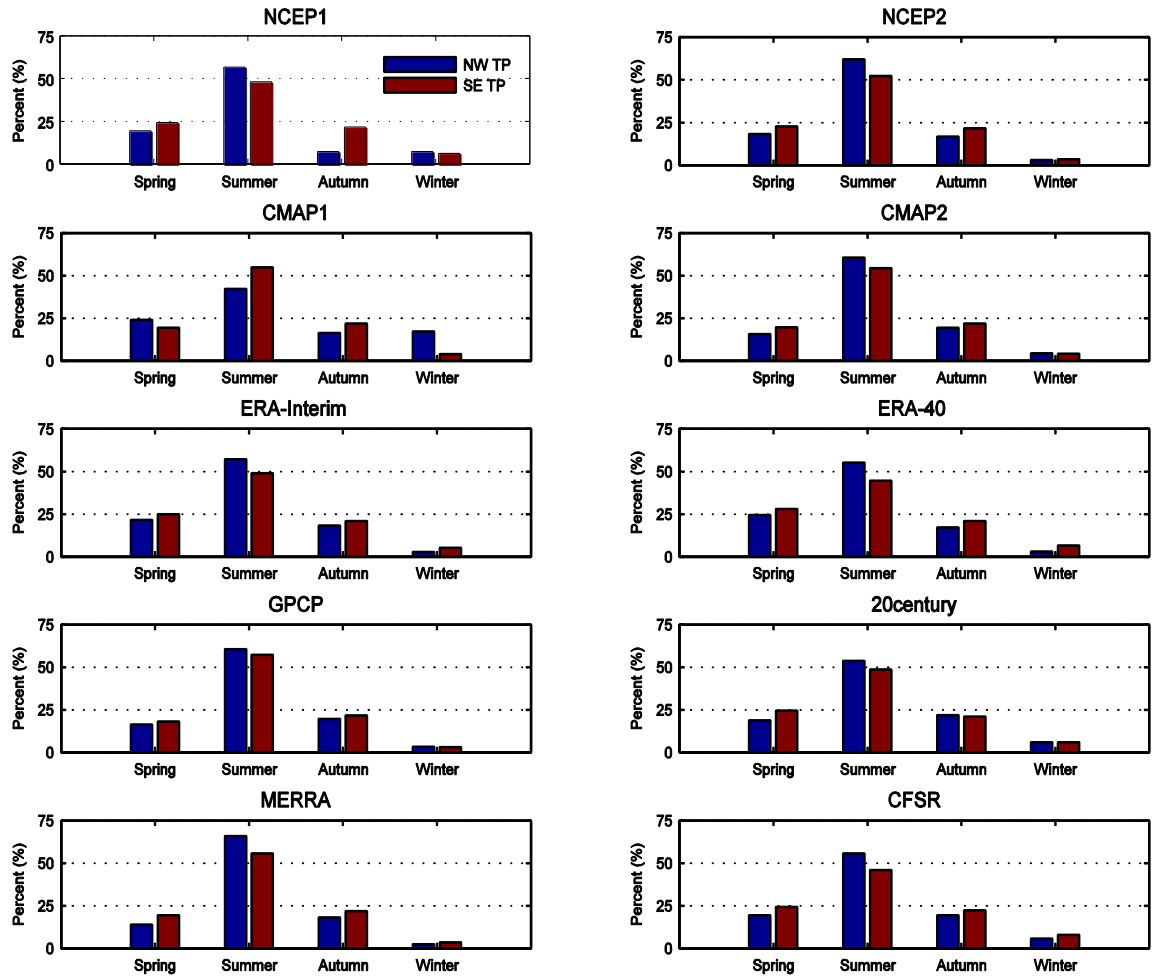 NCEP1
Percent (%)
75
50
25
0
NW TP
SE TP
Spring Summer Autumn Winter
NCEP2
Percent (%)
75
50
25
0
Spring Summer Autumn Winter
CMAP1
Percent (%)
75
50
25
0
Spring Summer Autumn Winter
CMAP2
Percent (%)
75
50
25
0
Spring Summer Autumn Winter
ERA-Interim
Percent (%)
75
50
25
0
Spring Summer Autumn Winter
ERA-40
Percent (%)
75
50
25
0
Spring Summer Autumn Winter
GPCP
Percent (%)
75
50
25
0
Spring Summer Autumn Winter
20century
Percent (%)
75
50
25
0
Spring Summer Autumn Winter
MERRA
Percent (%)
75
50
25
0
Spring Summer Autumn Winter
CFSR
Percent (%)
75
50
25
0
Spring Summer Autumn Winter